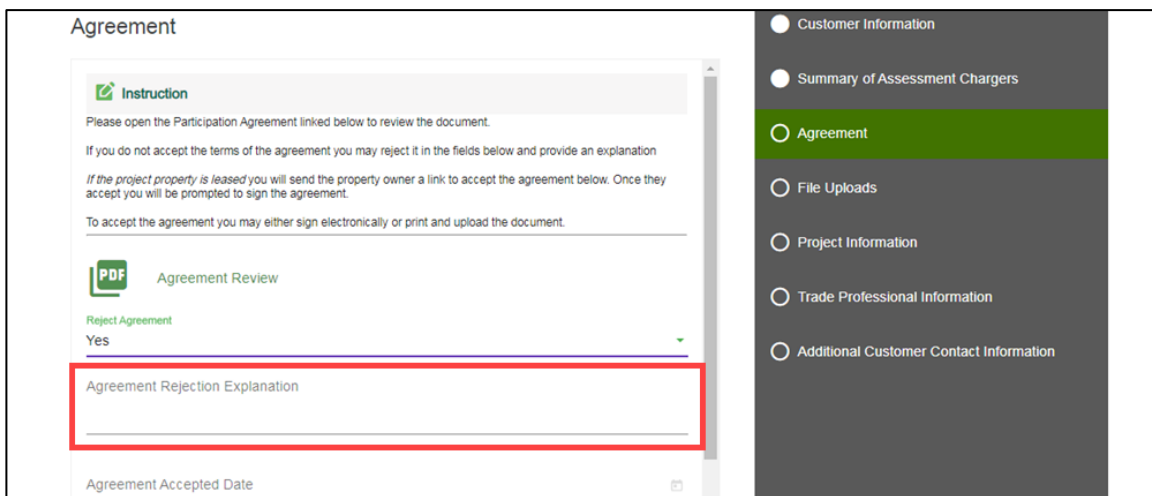 Agreement
Instruction
Please open the Participation Agreement linked below to review the document.
If you do not accept the terms of the agreement you may reject it in the fields below and provide an explanation
If the project property is leased you will send the property owner a link to accept the agreement below. Once they
accept you will be prompted to sign the agreement.
To accept the agreement you may either sign electronically or print and upload the document.
PDF
Agreement Review
Reject Agreement
Yes
Agreement Rejection Explanation
Agreement Accepted Date
Customer Information
Summary of Assessment Chargers
Agreement
File Uploads
Project Information
Trade Professional Information
Additional Customer Contact Information